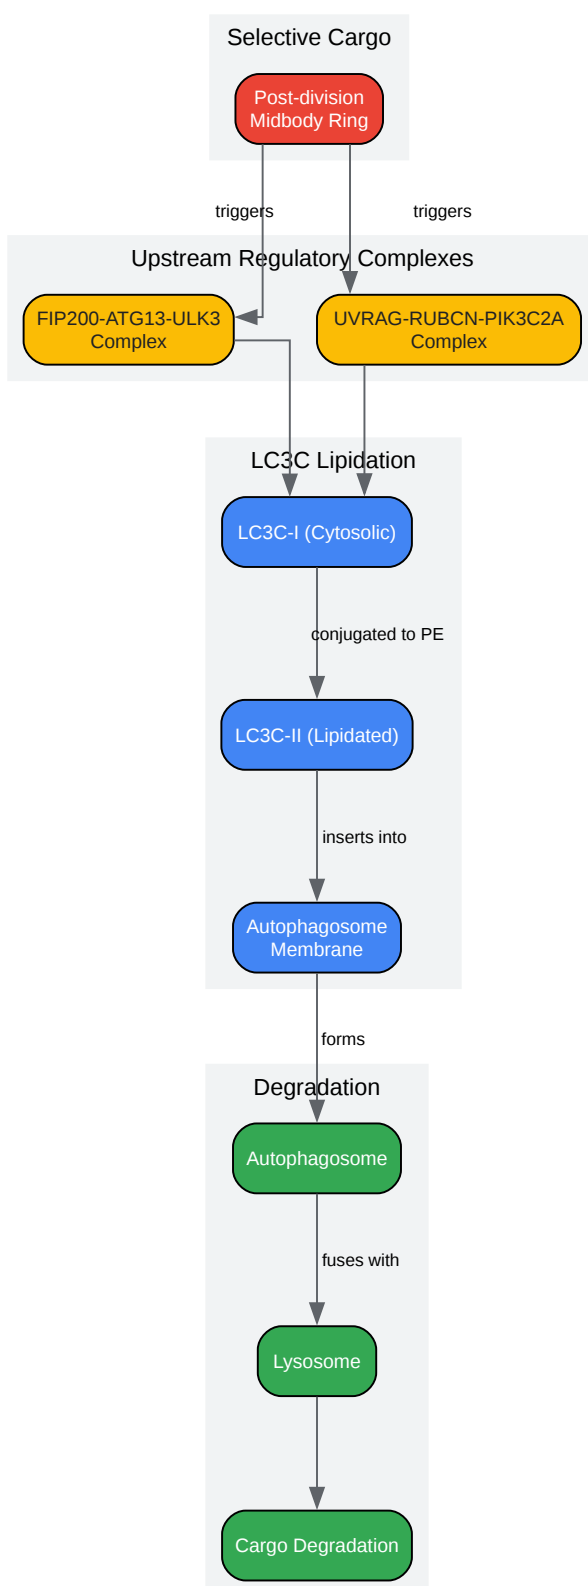 Selective Cargo
Post-division
Midbody Ring
triggers
triggers
Upstream Regulatory Complexes
FIP200-ATG13-ULK3
Complex
UVRAG-RUBCN-PIK3C2A
Complex
LC3C Lipidation
LC3C-I (Cytosolic)
conjugated to PE
LC3C-II (Lipidated)
inserts into
Autophagosome
Membrane
forms
Degradation
Autophagosome
fuses with
Lysosome
Cargo Degradation